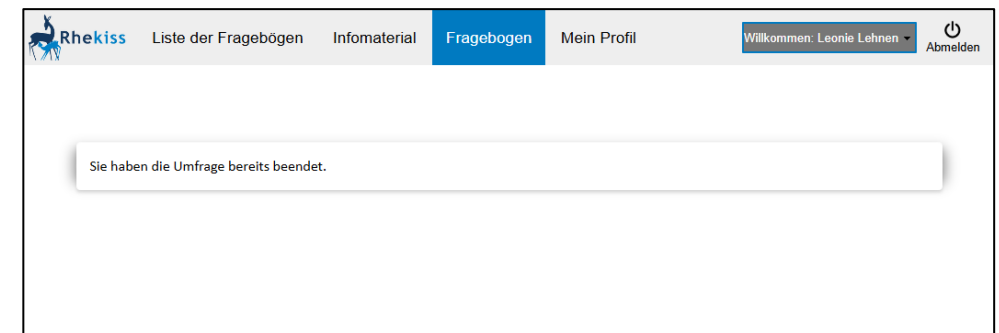 Rhekiss Liste der Fragebögen Infomaterial Fragebogen Mein Profil Willkommen: Leonie Lehnen Abmelden
Sie haben die Umfrage bereits beendet.